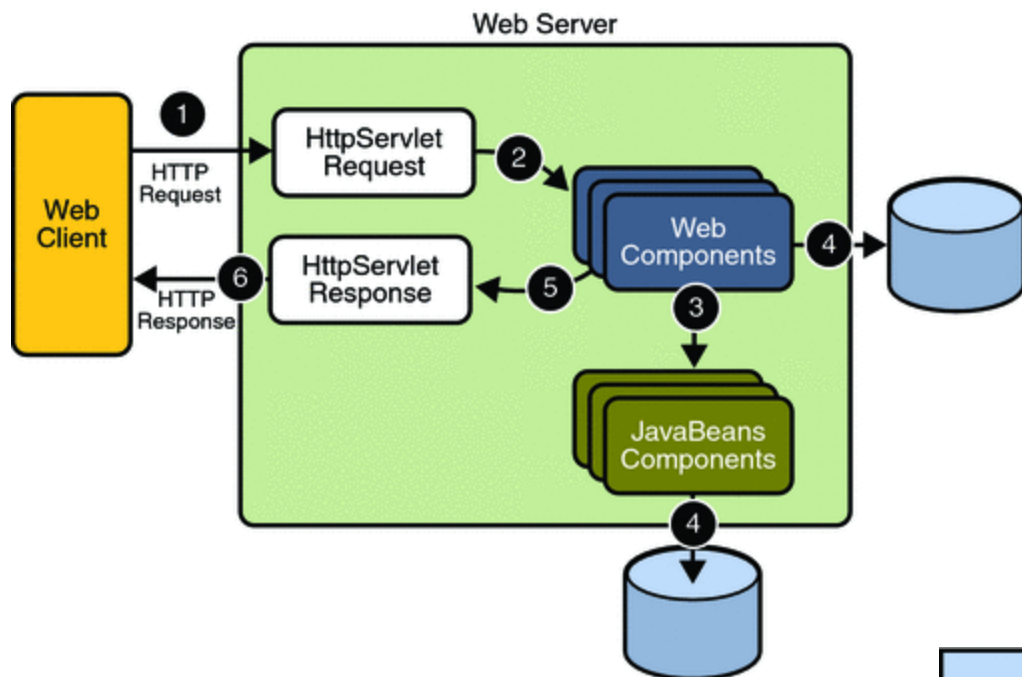 Web Server
1
HTTP
Request
HttpServlet
Request
2
Web
Client
Web
Components
4
6
HTTP
Response
HttpServlet
Response
5
3
JavaBeans
Components
4